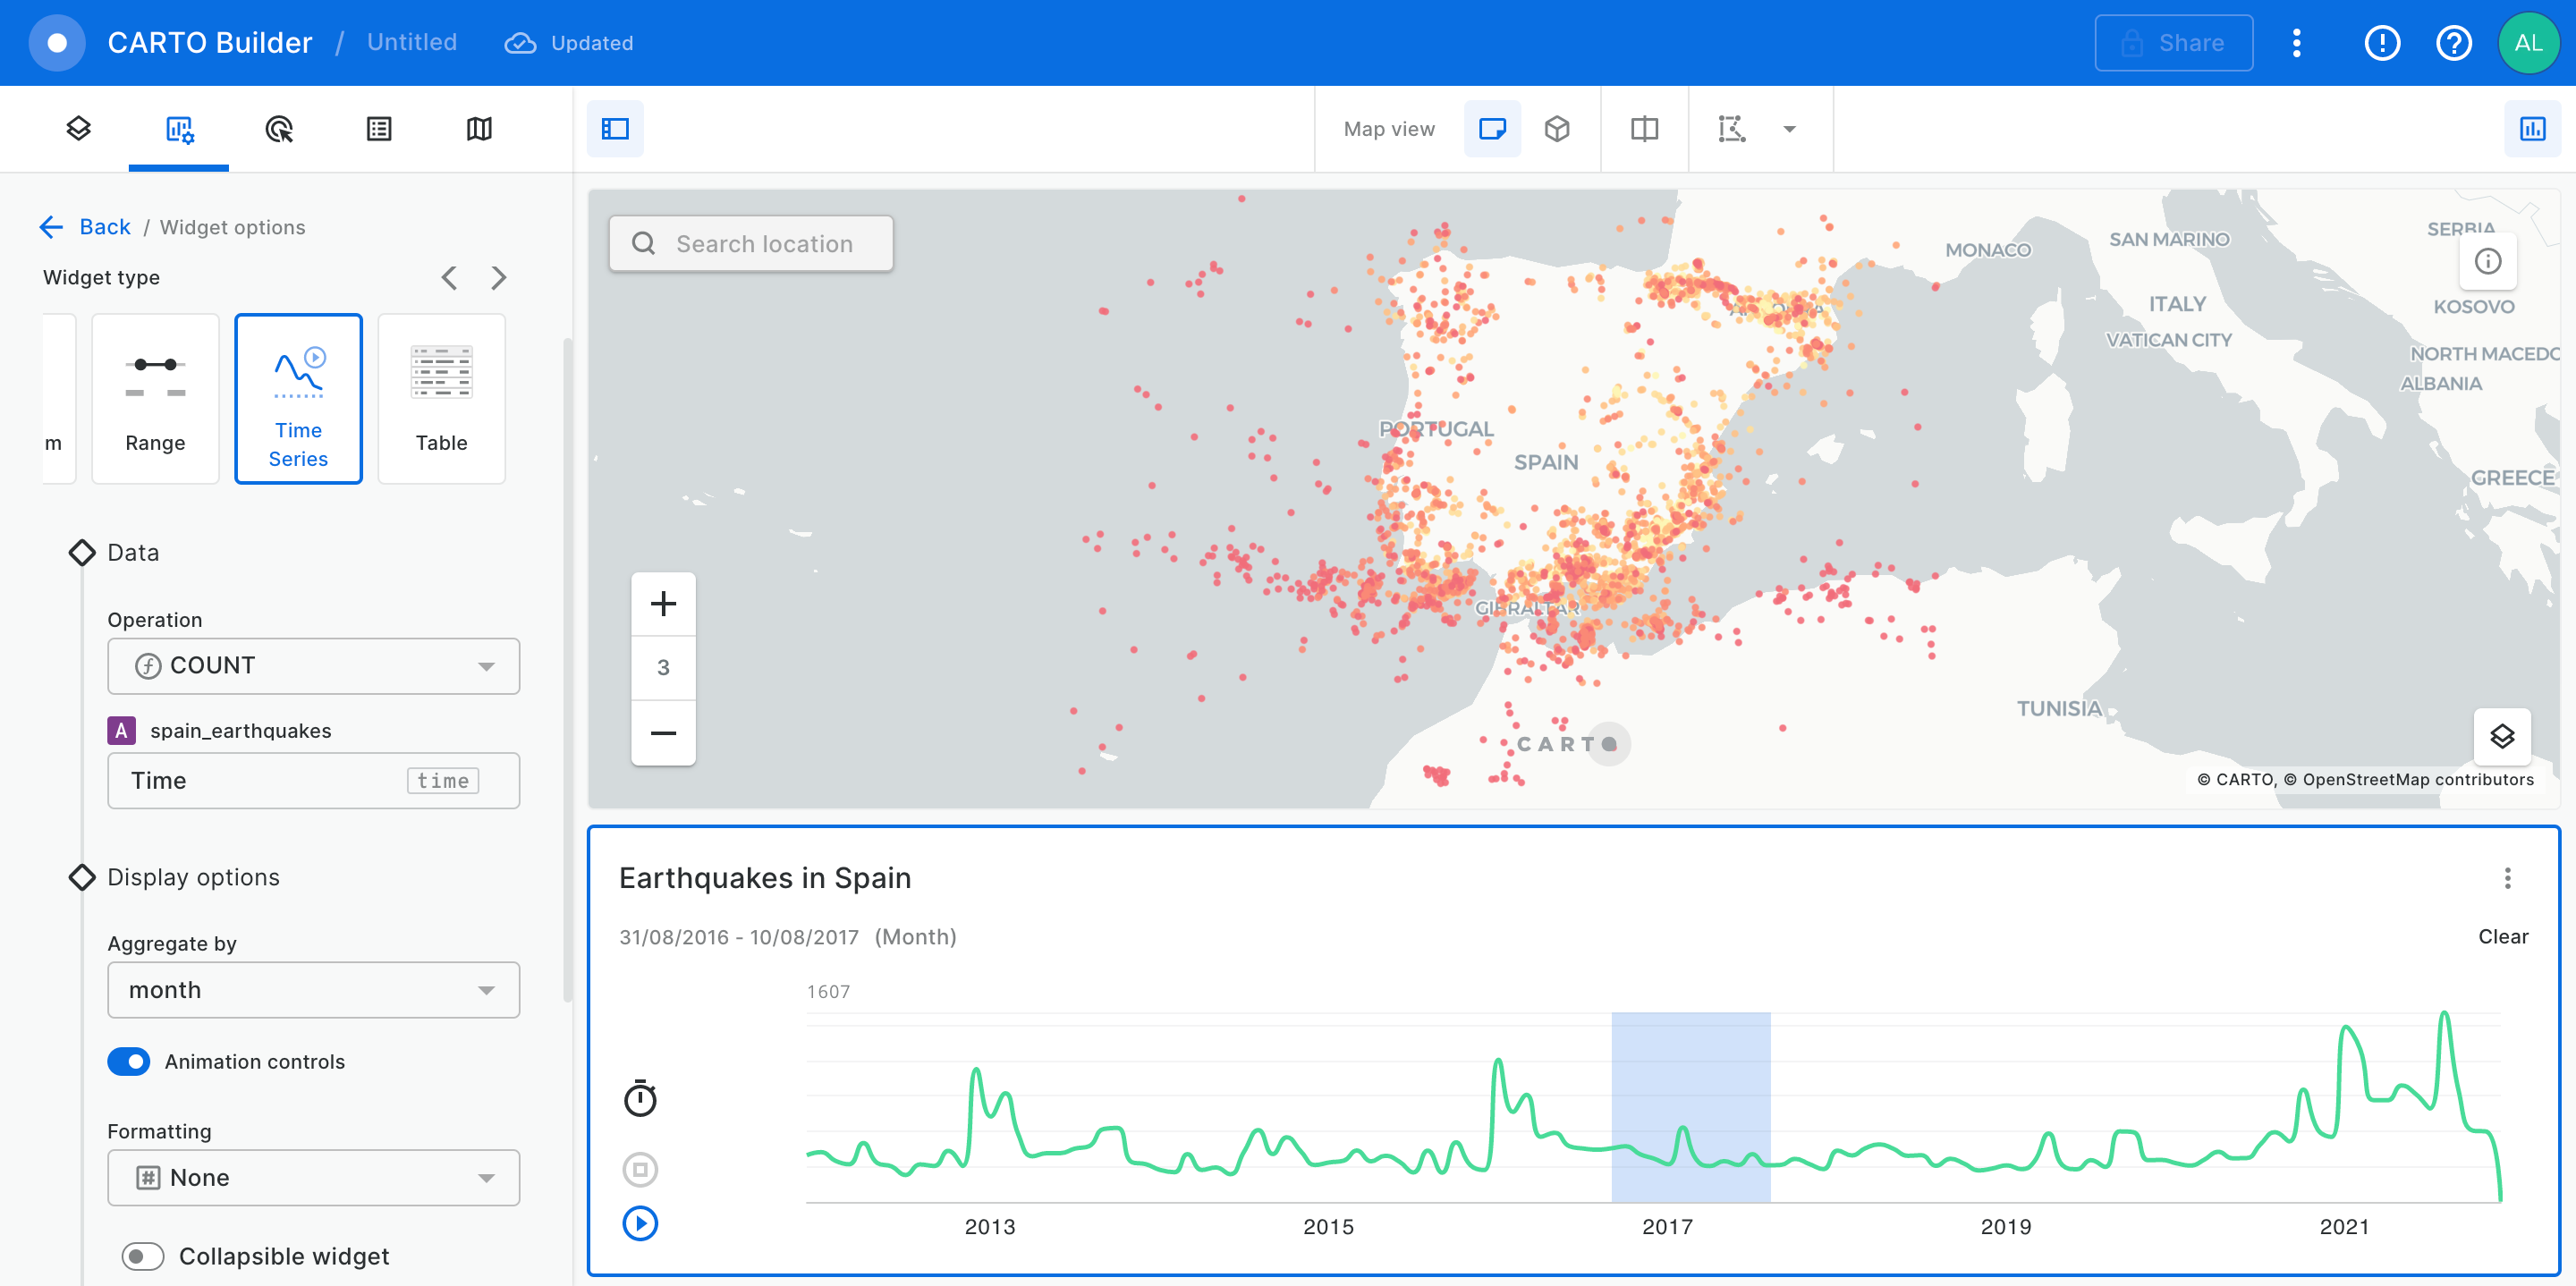 CARTO Builder / Untitled Updated Share AL
Map view
Back / Widget options
Widget type
m Range Time Series Table
Data
Operation
COUNT
A spain_earthquakes
Time time
Display options
Aggregate by
month
Animation controls
Formatting
# None
Collapsible widget
Search location
MONACO
SAN MARINO
SERBIA
ITALY
KOSOVO
VATICAN CITY
NORTH MACEDO
ALBANIA
ANDORRA
PORTUGAL
SPAIN
GREECE
GIBRALTAR
TUNISIA
+
3
−
CARTO
© CARTO, © OpenStreetMap contributors
Earthquakes in Spain
31/08/2016 - 10/08/2017 (Month)
Clear
1607
2013 2015 2017 2019 2021